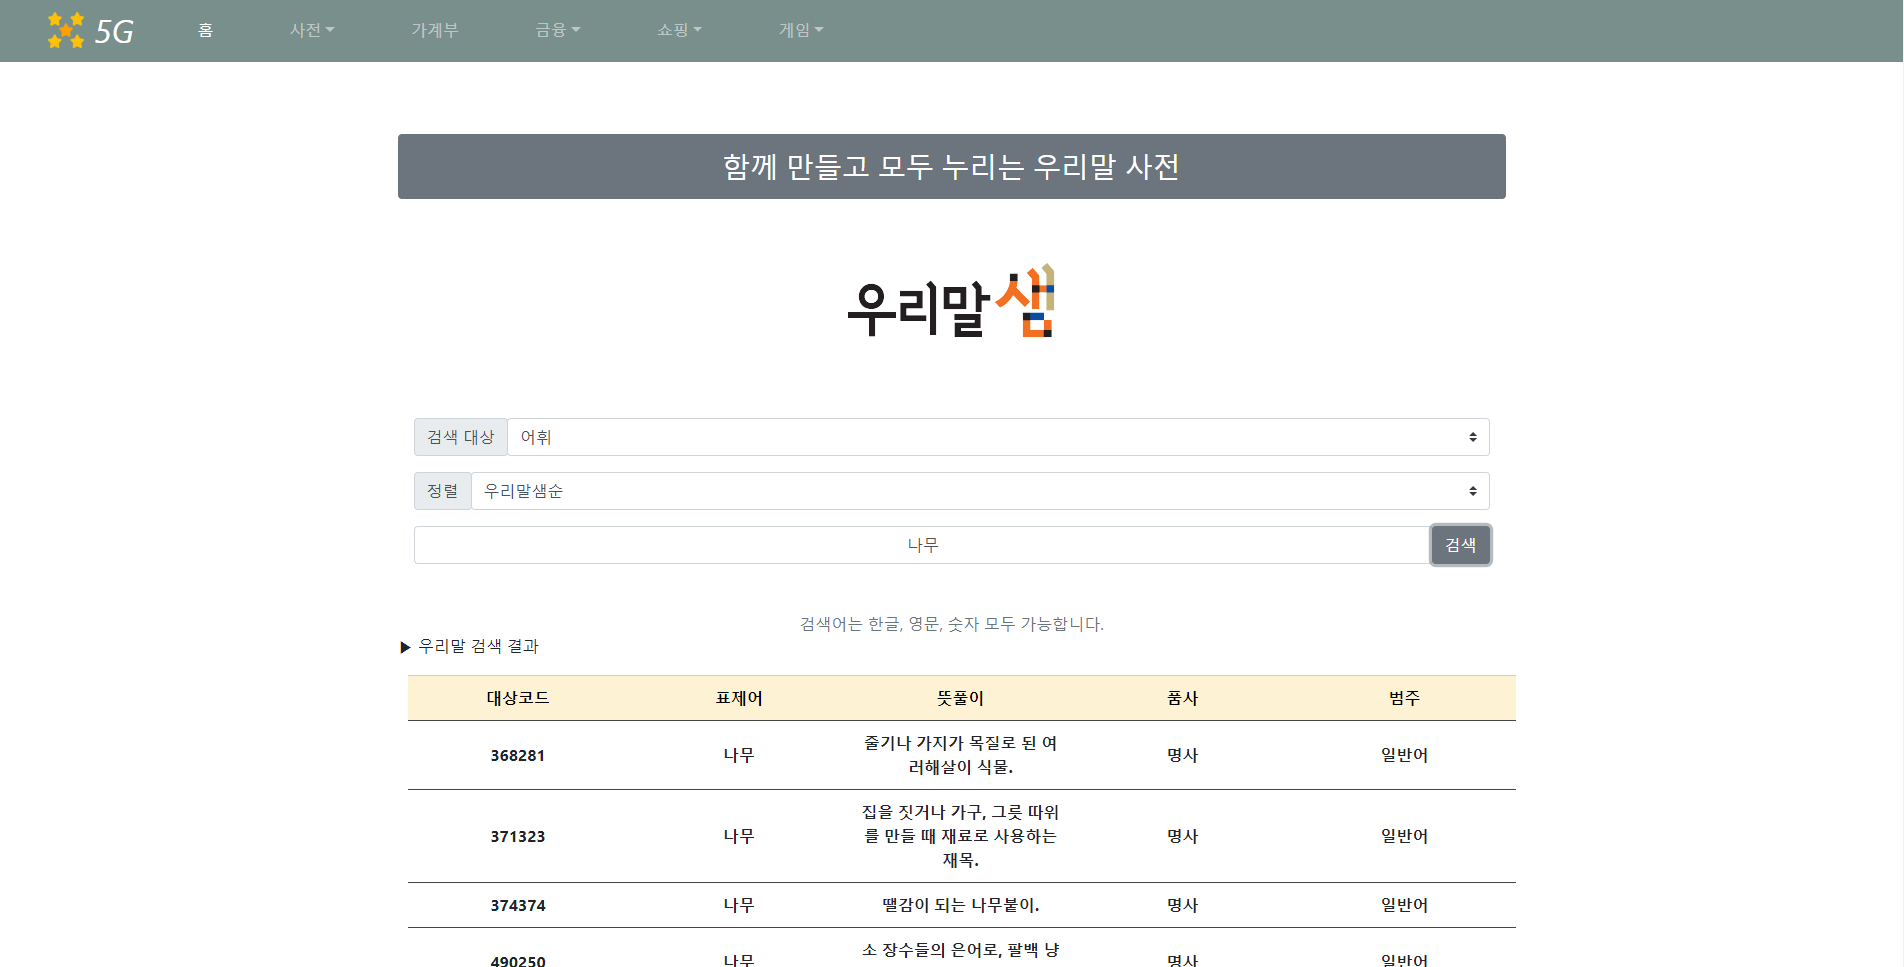 5G 홈 사전 가계부 금융 쇼핑 게임
함께 만들고 모두 누리는 우리말 사전
우리말샘
검색 대상 어휘
정렬 우리말샘순
나무 검색
검색어는 한글, 영문, 숫자 모두 가능합니다.
▶ 우리말 검색 결과
대상코드 표제어 뜻풀이 품사 범주
368281 나무 줄기나 가지가 목질로 된 여
러해살이 식물. 명사 일반어
371323 나무 집을 짓거나 가구, 그릇 따위
를 만들 때 재료로 사용하는
재목. 명사 일반어
374374 나무 땔감이 되는 나무붙이. 명사 일반어
490250 나무 소 장수들의 은어로, 팔백 냥 명사 일반어